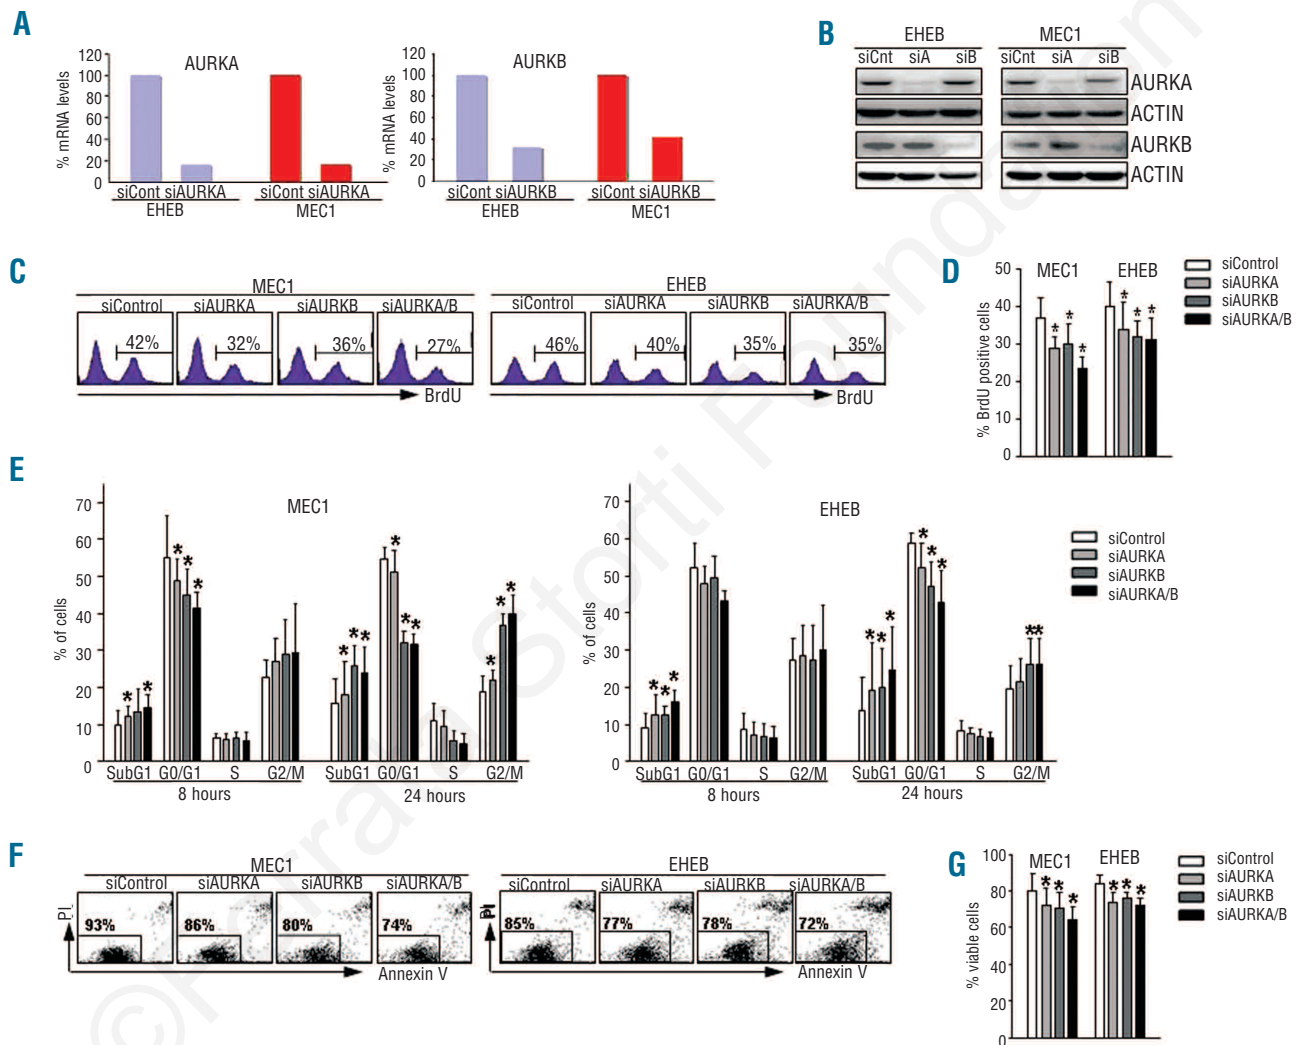 A
AURKA
% mRNA levels
120
100
80
60
40
20
0
siCont siAURKA
siCont siAURKA
EHEB
MEC1
AURKB
% mRNA levels
120
100
80
60
40
20
0
siCont siAURKB
siCont siAURKB
EHEB
MEC1
B
EHEB
MEC1
siCnt siA siB
siCnt siA siB
AURKA
ACTIN
AURKB
ACTIN
C
MEC1
siControl siAURKA siAURKB siAURKA/B
42% 32% 36% 27%
BrdU
EHEB
siControl siAURKA siAURKB siAURKA/B
46% 40% 35% 35%
BrdU
D
% BrdU positive cells
50
40
30
20
10
0
MEC1 EHEB
* * * * * *
siControl
siAURKA
siAURKB
siAURKA/B
E
MEC1
% of cells
70
60
50
40
30
20
10
0
* * * * * * * * * * * * * *
SubG1 G0/G1 S G2/M
SubG1 G0/G1 S G2/M
8 hours
24 hours
EHEB
% of cells
70
60
50
40
30
20
10
0
* * * * * * * * * **
SubG1 G0/G1 S G2/M
SubG1 G0/G1 S G2/M
8 hours
24 hours
siControl
siAURKA
siAURKB
siAURKA/B
F
MEC1
siControl siAURKA siAURKB siAURKA/B
PI
93% 86% 80% 74%
Annexin V
EHEB
siControl siAURKA siAURKB siAURKA/B
85% 77% 78% 72%
Annexin V
G
% viable cells
100
80
60
40
20
0
MEC1 EHEB
* * * * * *
siControl
siAURKA
siAURKB
siAURKA/B
©Ferrata Storti Foundation